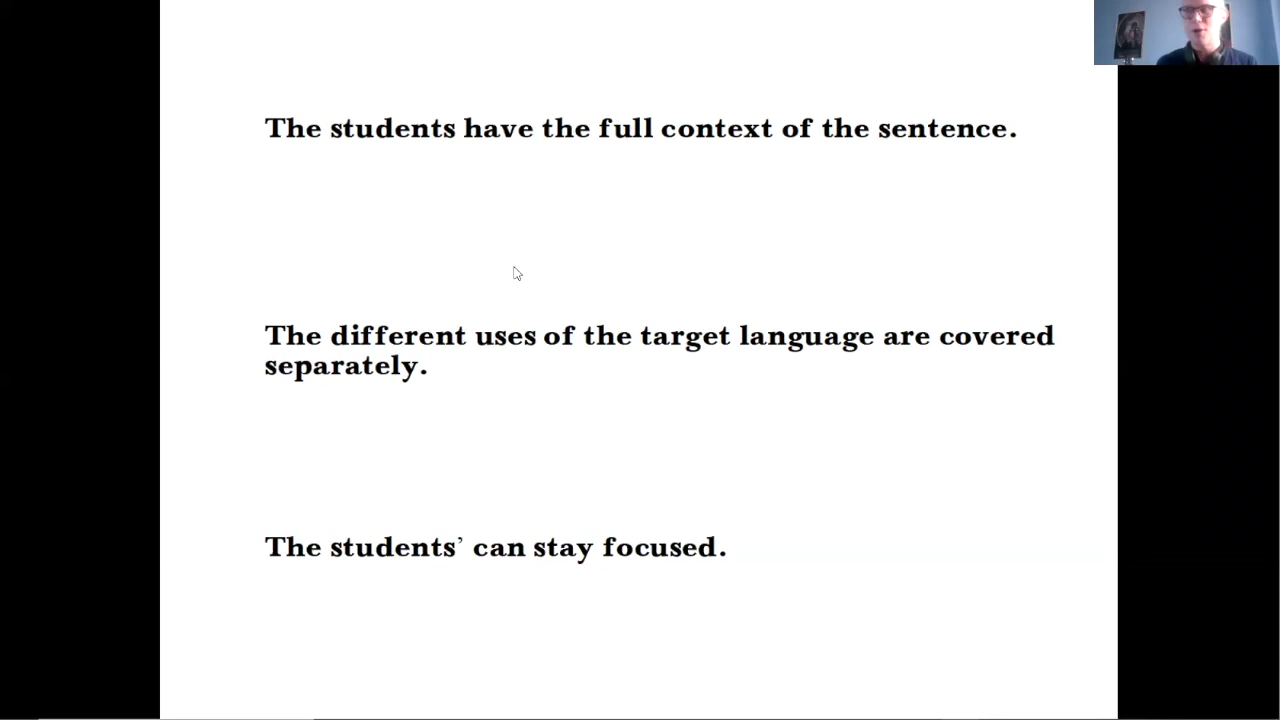 The students have the full context of the sentence.
The different uses of the target language are covered
separately.
The students’ can stay focused.